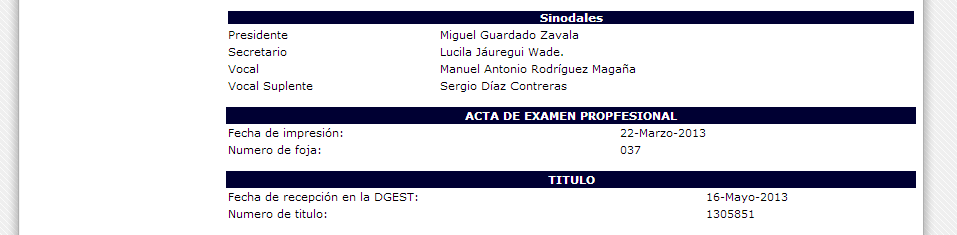 Sinodales
Presidente Miguel Guardado Zavala
Secretario Lucila Jáuregui Wade.
Vocal Manuel Antonio Rodríguez Magaña
Vocal Suplente Sergio Díaz Contreras
ACTA DE EXAMEN PROPFESIONAL
Fecha de impresión: 22-Marzo-2013
Numero de foja: 037
TITULO
Fecha de recepción en la DGEST: 16-Mayo-2013
Numero de titulo: 1305851